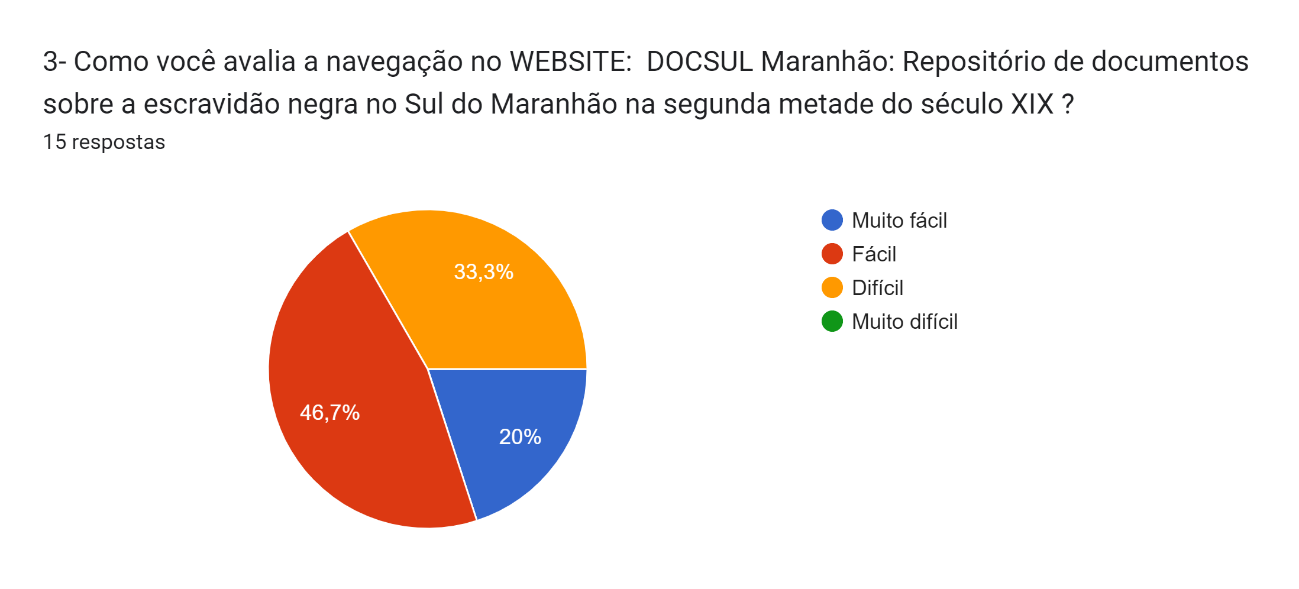 3- Como você avalia a navegação no WEBSITE:  DOCSUL Maranhão: Repositório de documentos
sobre a escravidão negra no Sul do Maranhão na segunda metade do século XIX ?
15 respostas
33,3%
46,7%
20%
Muito fácil
Fácil
Difícil
Muito difícil